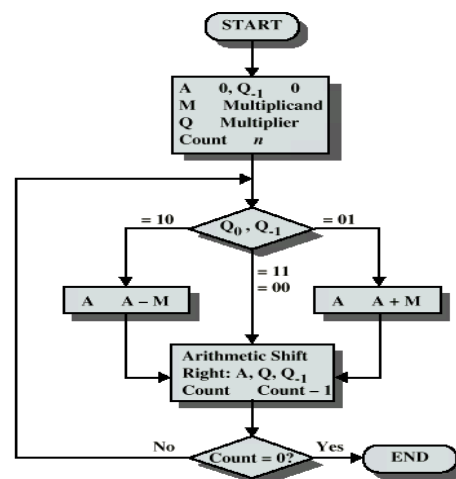 START
A 0, Q-1 0
M Multiplicand
Q Multiplier
Count n
= 10
Q0, Q-1
= 01
= 11
= 00
A A – M
A A + M
Arithmetic Shift
Right: A, Q, Q-1
Count Count – 1
No
Count = 0?
Yes
END